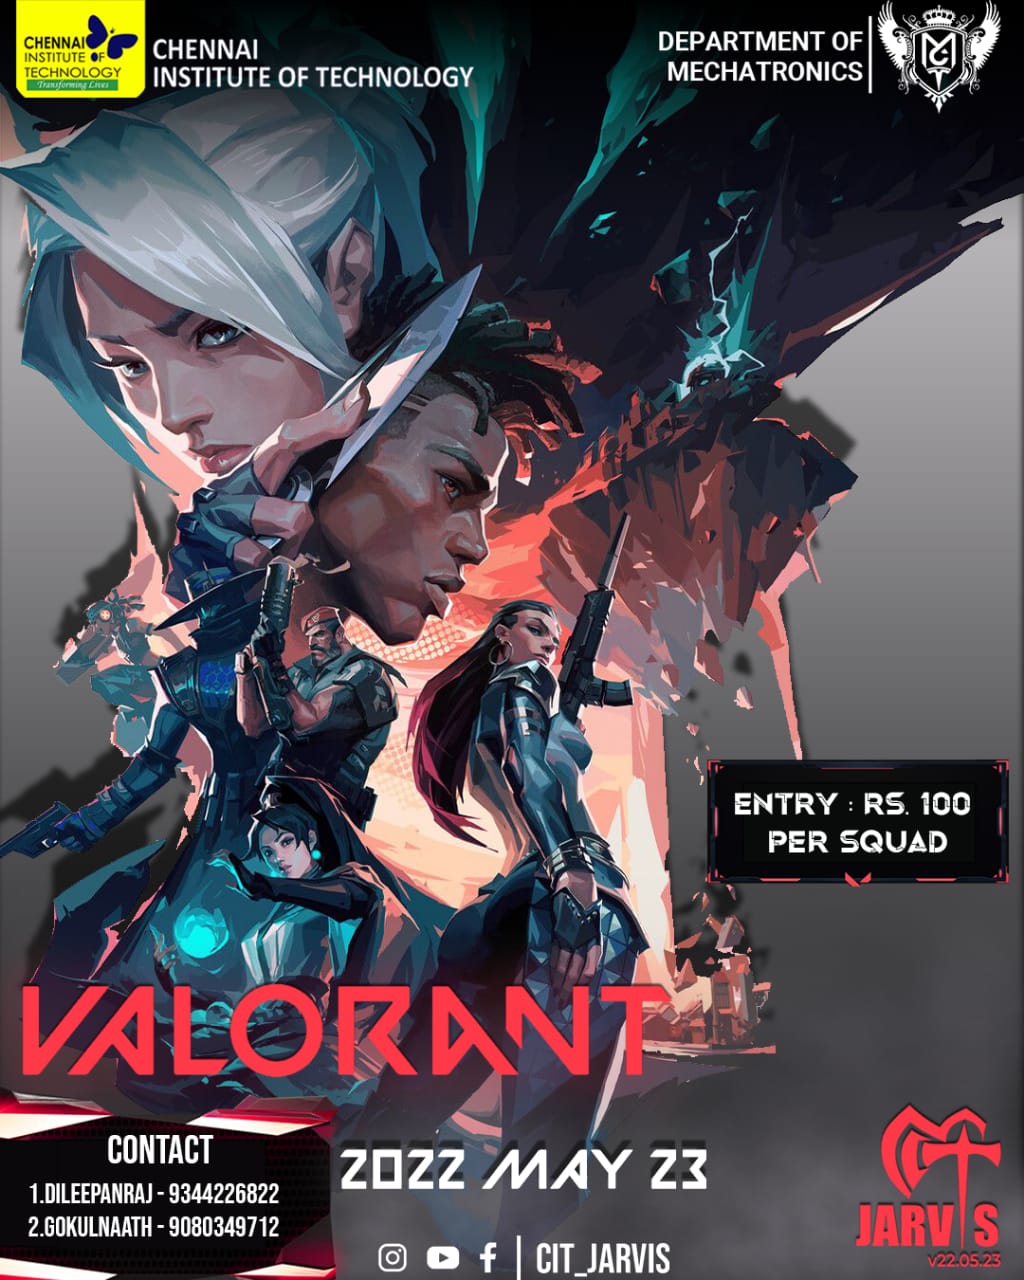 CHENNAI
INSTITUTE OF
TECHNOLOGY
Transforming Lives
CHENNAI
INSTITUTE OF TECHNOLOGY
DEPARTMENT OF
MECHATRONICS
MCT
ENTRY : RS. 100
PER SQUAD
VALORANT
CONTACT
1.DILEEPANRAJ - 9344226822
2.GOKULNAATH - 9080349712
2022 MAY 23
CIT_JARVIS
JARVIS
v22.05.23